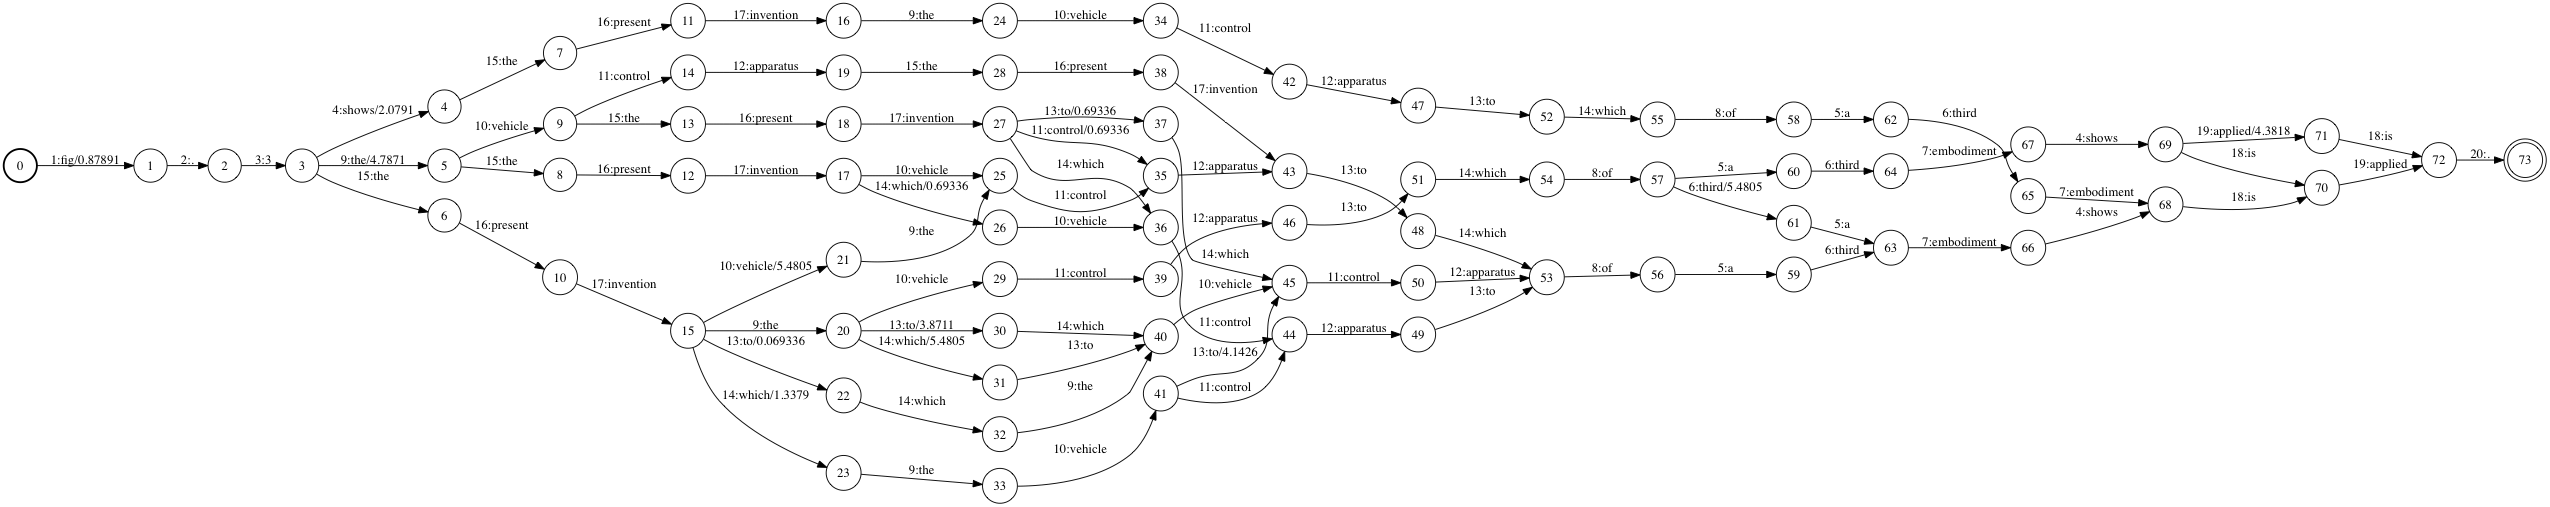 11 17:invention 16 9:the 24 10:vehicle 34
16:present
11:control
7
15:the
14 12:apparatus 19 15:the 28 16:present 38
11:control
42 12:apparatus
17:invention
47 13:to
4:shows/2.0791 4
13:to/0.69336 37
52 14:which 55 8:of 58 5:a 62 6:third
10:vehicle 9 15:the 13 16:present 18 17:invention 27 11:control/0.69336
67 4:shows 69 19:applied/4.3818 71 18:is
7:embodiment 18:is
0 1:fig/0.87891 1 2:. 2 3:3 3 9:the/4.7871 5 15:the 8 16:present 12 17:invention 17 10:vehicle 25 14:which 35 12:apparatus 43 13:to
72 20:. 73
15:the
14:which/0.69336
11:control
51 14:which 54 8:of 57 5:a 60 6:third 64
19:applied
6:third/5.4805
70
65 7:embodiment 68 18:is
4:shows
6 16:present
13:to
12:apparatus 46
26 10:vehicle 36
61 5:a
48 14:which
9:the
6:third 63 7:embodiment 66
14:which
10:vehicle/5.4805 21
10 17:invention
10:vehicle 29 11:control 39
10:vehicle 45 11:control 50 12:apparatus 53 8:of 56 5:a 59
13:to
15 9:the 20 13:to/3.8711 30 14:which 40
11:control 44 12:apparatus 49
13:to/0.069336
14:which/5.4805
13:to
13:to/4.1426
31
9:the
11:control
14:which/1.3379 22 14:which 32
41
10:vehicle
23 9:the 33